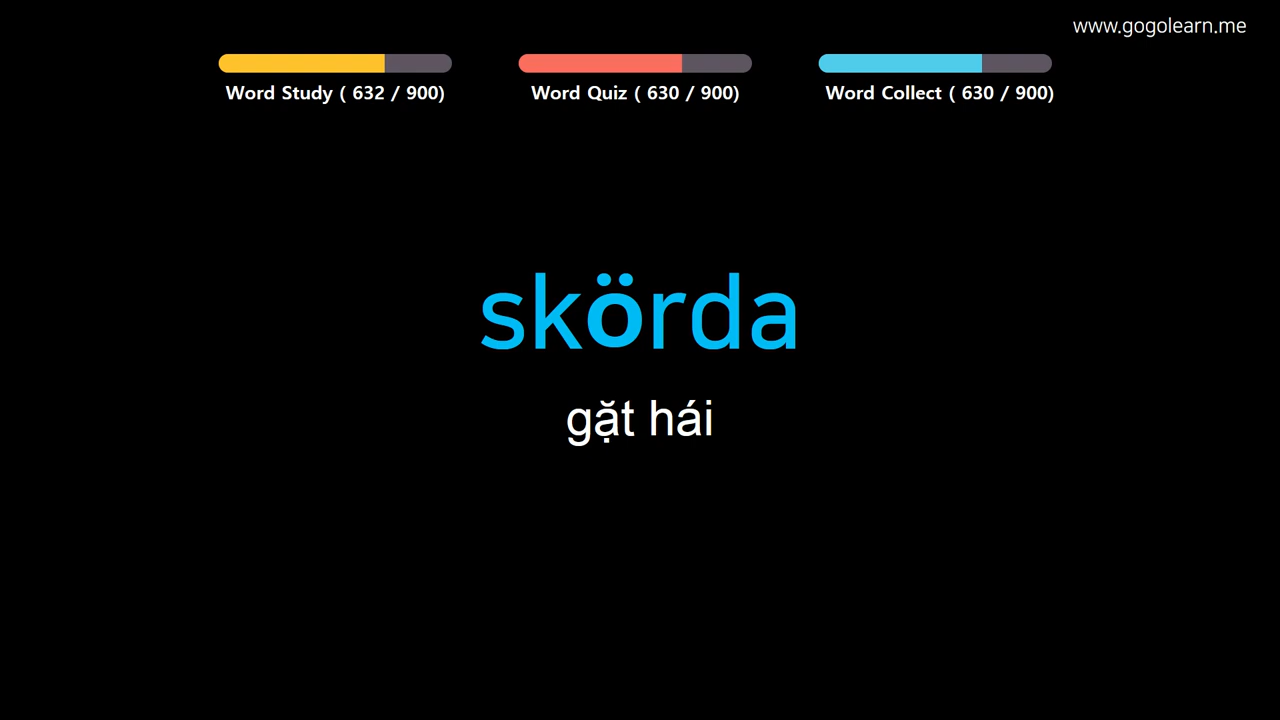 www.gogolearn.me
Word Study ( 632 / 900)
Word Quiz ( 630 / 900)
Word Collect ( 630 / 900)
skörda
gặt hái